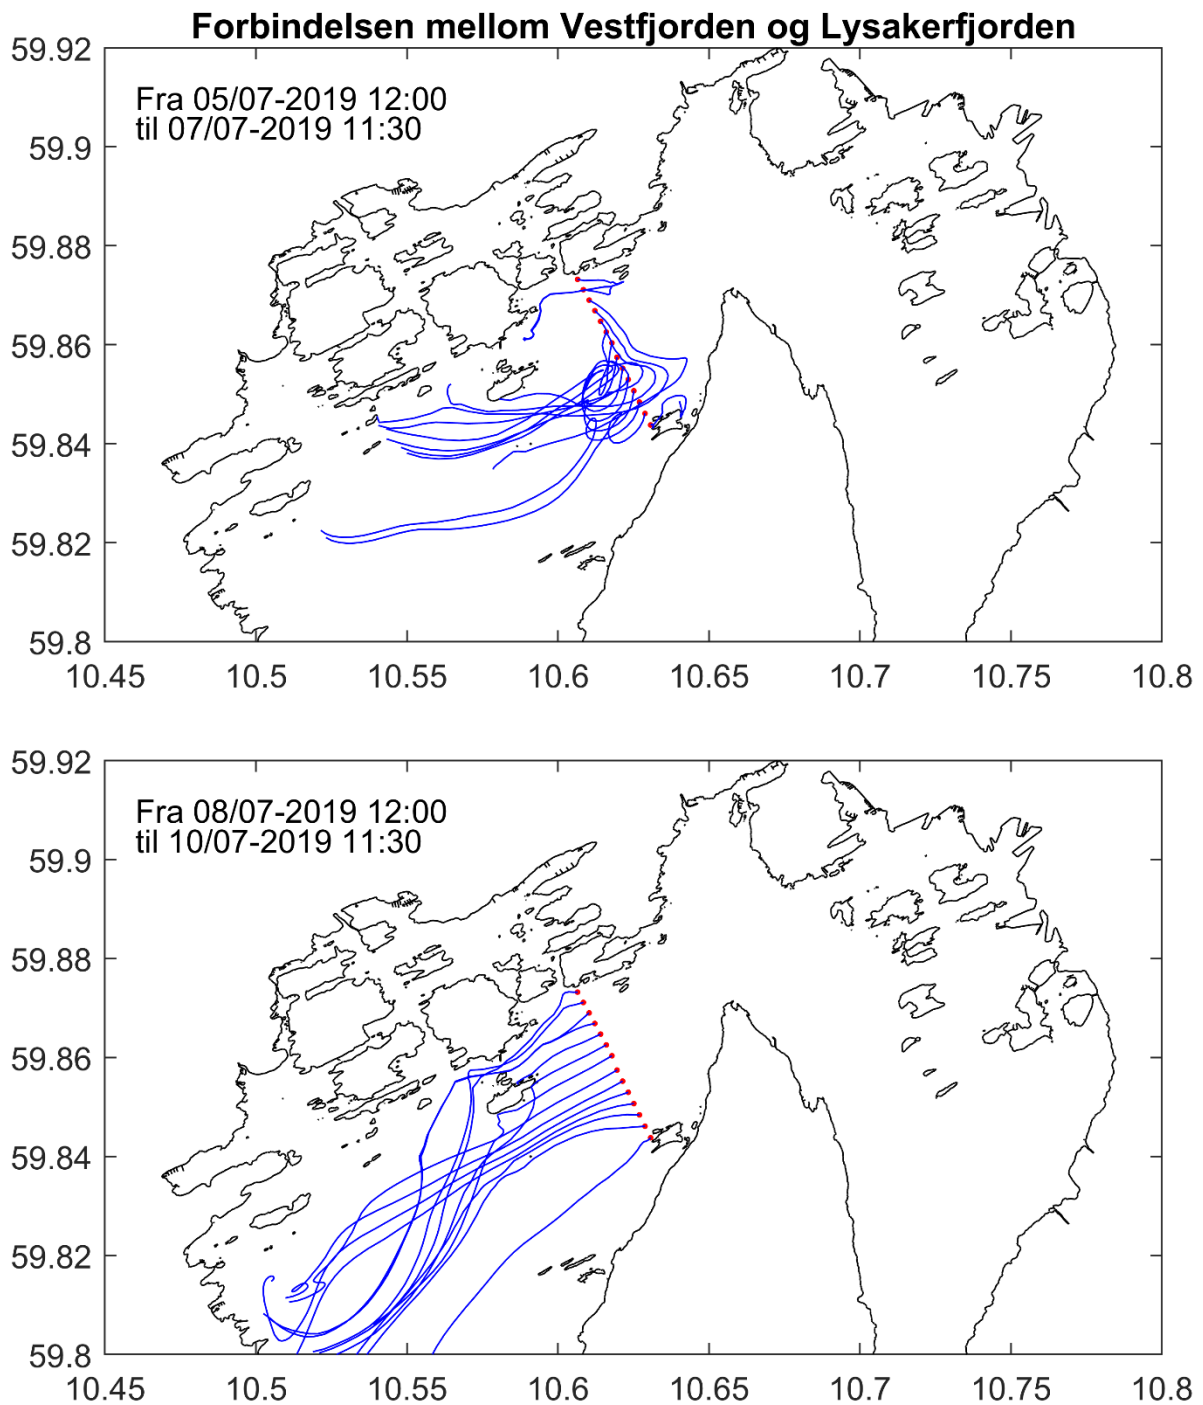 Forbindelsen mellom Vestfjorden og Lysakerfjorden
59.92
Fra 05/07-2019 12:00
til 07/07-2019 11:30
59.9
59.88
59.86
59.84
59.82
59.8
10.45 10.5 10.55 10.6 10.65 10.7 10.75 10.8
59.92
Fra 08/07-2019 12:00
til 10/07-2019 11:30
59.9
59.88
59.86
59.84
59.82
59.8
10.45 10.5 10.55 10.6 10.65 10.7 10.75 10.8